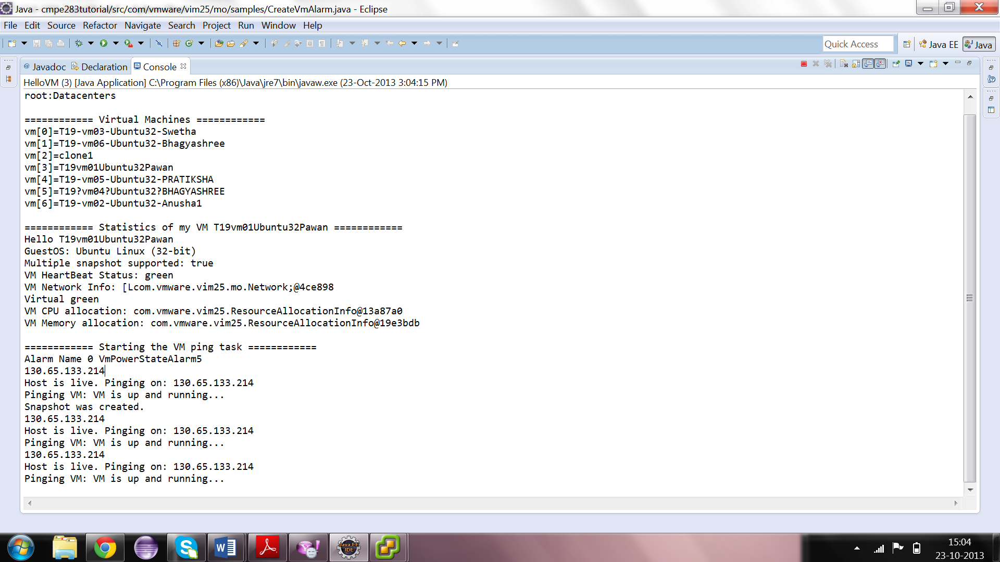 Java - cmpe283tutorial/src/com/vmware/vim25/mo/samples/CreateVmAlarm.java - Eclipse
File Edit Source Refactor Navigate Search Project Run Window Help
Quick Access
Java EE
Java
@ Javadoc
Declaration
Console
HelloVM (3) [Java Application] C:\Program Files (x86)\Java\jre7\bin\javaw.exe (23-Oct-2013 3:04:15 PM)
root:Datacenters
============ Virtual Machines ============
vm[0]=T19-vm03-Ubuntu32-Swetha
vm[1]=T19-vm06-Ubuntu32-Bhagyashree
vm[2]=clone1
vm[3]=T19vm01Ubuntu32Pawan
vm[4]=T19-vm05-Ubuntu32-PRATIKSHA
vm[5]=T19?vm04?Ubuntu32?BHAGYASHREE
vm[6]=T19-vm02-Ubuntu32-Anusha1
============ Statistics of my VM T19vm01Ubuntu32Pawan ============
Hello T19vm01Ubuntu32Pawan
GuestOS: Ubuntu Linux (32-bit)
Multiple snapshot supported: true
VM HeartBeat Status: green
VM Network Info: [Lcom.vmware.vim25.mo.Network;@4ce898
Virtual green
VM CPU allocation: com.vmware.vim25.ResourceAllocationInfo@13a87a0
VM Memory allocation: com.vmware.vim25.ResourceAllocationInfo@19e3bdb
============ Starting the VM ping task ============
Alarm Name 0 VmPowerStateAlarm5
130.65.133.214
Host is live. Pinging on: 130.65.133.214
Pinging VM: VM is up and running...
Snapshot was created.
130.65.133.214
Host is live. Pinging on: 130.65.133.214
Pinging VM: VM is up and running...
130.65.133.214
Host is live. Pinging on: 130.65.133.214
Pinging VM: VM is up and running...
Java EE
IDE
15:04
23-10-2013